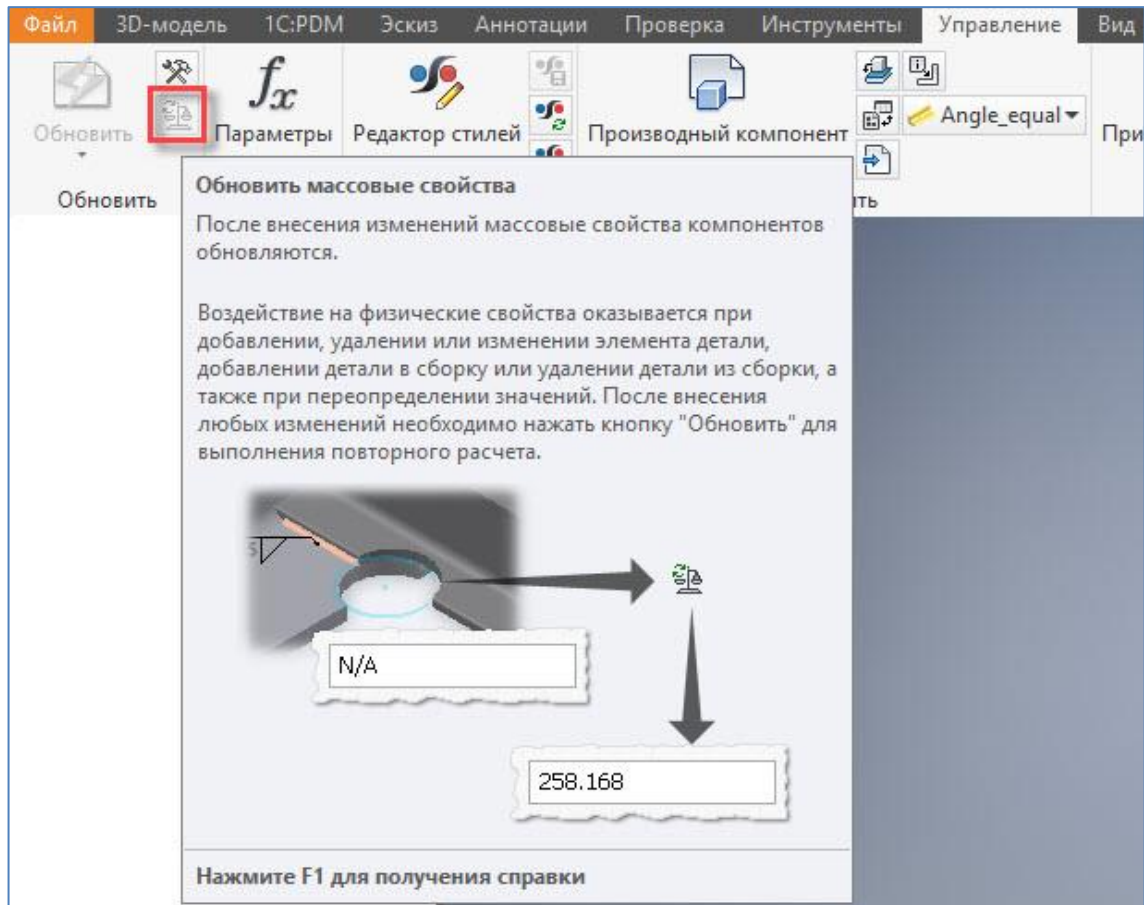 Файл 3D-модель 1C:PDM Эскиз Аннотации Проверка Инструменты Управление Вид
fx
Обновить Параметры Редактор стилей Производный компонент Angle_equal При
Обновить ть
Обновить массовые свойства
После внесения изменений массовые свойства компонентов
обновляются.
Воздействие на физические свойства оказывается при
добавлении, удалении или изменении элемента детали,
добавлении детали в сборку или удалении детали из сборки, а
также при переопределении значений. После внесения
любых изменений необходимо нажать кнопку "Обновить" для
выполнения повторного расчета.
5
N/A
258.168
Нажмите F1 для получения справки